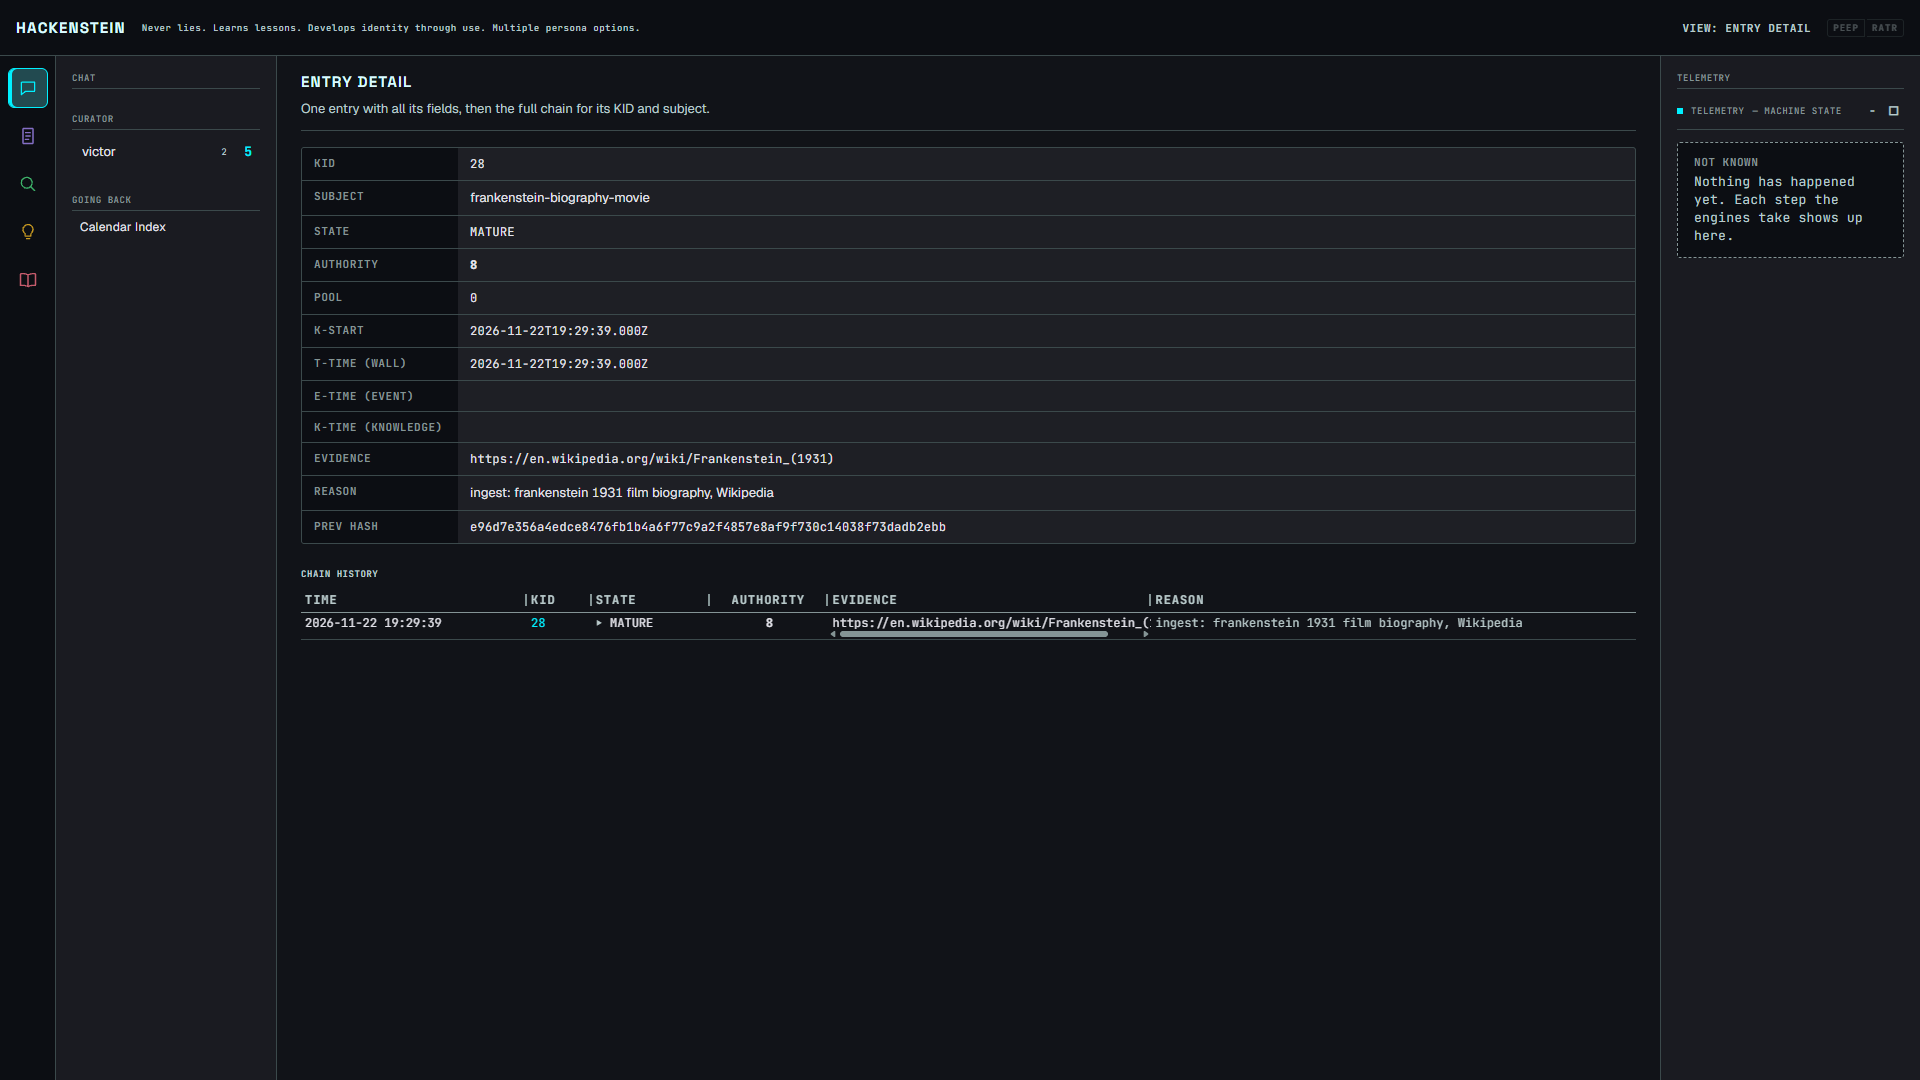 HACKENSTEIN Never lies. Learns lessons. Develops identity through use. Multiple persona options. VIEW: ENTRY DETAIL PEEP RATR
CHAT
CURATOR
victor 2 5
GOING BACK
Calendar Index
ENTRY DETAIL
One entry with all its fields, then the full chain for its KID and subject.
KID 28
SUBJECT frankenstein-biography-movie
STATE MATURE
AUTHORITY 8
POOL 0
K-START 2026-11-22T19:29:39.000Z
T-TIME (WALL) 2026-11-22T19:29:39.000Z
E-TIME (EVENT)
K-TIME (KNOWLEDGE)
EVIDENCE https://en.wikipedia.org/wiki/Frankenstein_(1931)
REASON ingest: frankenstein 1931 film biography, Wikipedia
PREV HASH e96d7e356a4edce8476fb1b4a6f77c9a2f4857e8af9f730c14038f73dadb2ebb
CHAIN HISTORY
TIME |KID |STATE | AUTHORITY |EVIDENCE |REASON
2026-11-22 19:29:39 28 ▸ MATURE 8 https://en.wikipedia.org/wiki/Frankenstein_( ingest: frankenstein 1931 film biography, Wikipedia
TELEMETRY
TELEMETRY — MACHINE STATE -
NOT KNOWN
Nothing has happened
yet. Each step the
engines take shows up
here.